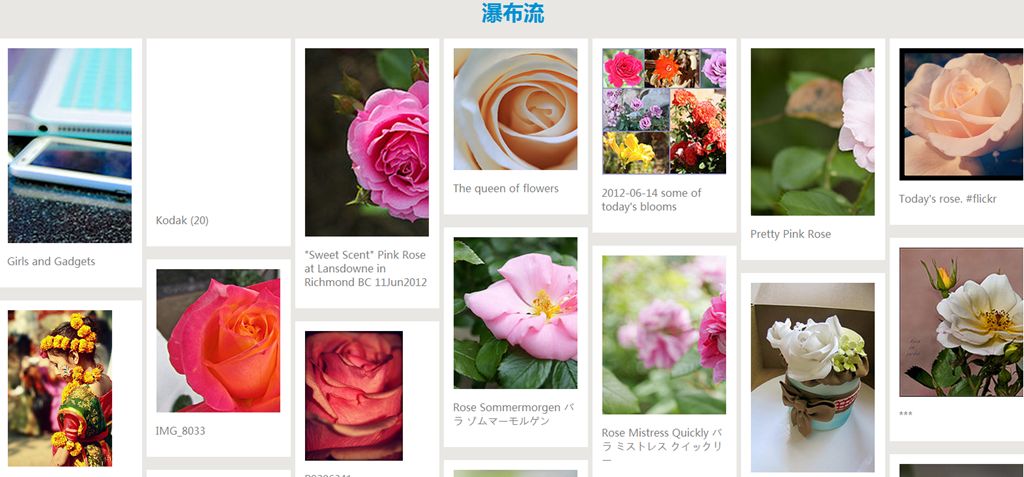 瀑布流
Girls and Gadgets
Kodak (20)
IMG_8033
"Sweet Scent" Pink Rose
at Lansdowne in
Richmond BC 11Jun2012
The queen of flowers
Rose Sommermorgen バ
ラ ゾムマーモルゲン
2012-06-14 some of
today's blooms
Rose Mistress Quickly バ
ラ ミストレス クイックリ
ー
Pretty Pink Rose
Today's rose. #flickr
***